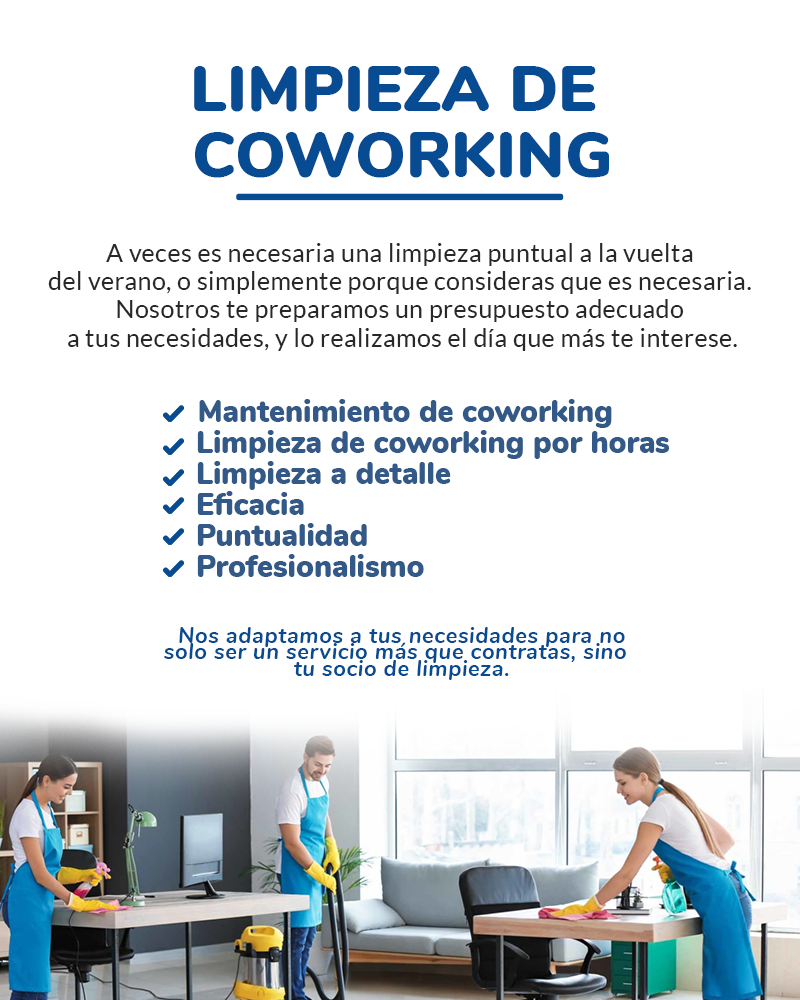 LIMPIEZA DE
COWORKING
A veces es necesaria una limpieza puntual a la vuelta
del verano, o simplemente porque consideras que es necesaria.
Nosotros te preparamos un presupuesto adecuado
a tus necesidades, y lo realizamos el día que más te interese.
Mantenimiento de coworking
Limpieza de coworking por horas
Limpieza a detalle
Eficacia
Puntualidad
Profesionalismo
Nos adaptamos a tus necesidades para no
solo ser un servicio más que contratas, sino
tu socio de limpieza.